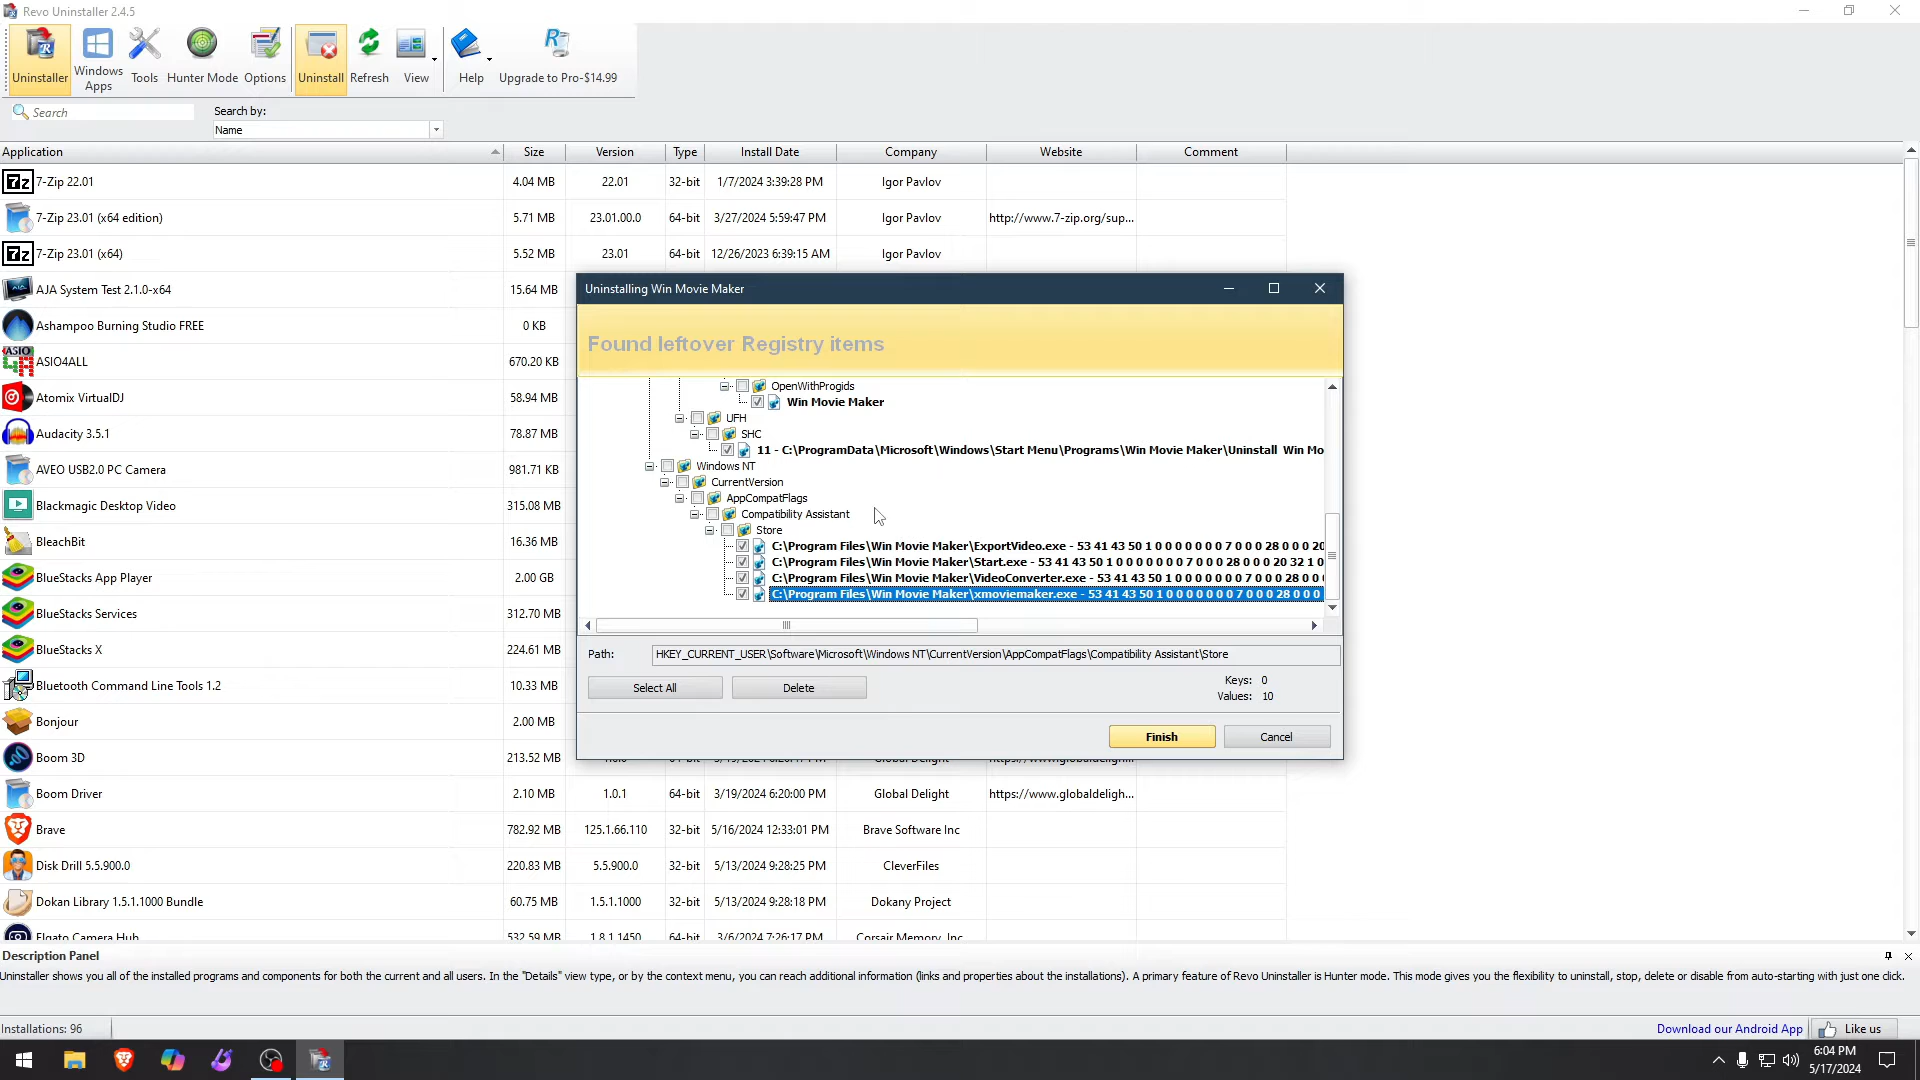 Revo Uninstaller 2.4.5
Uninstaller
Windows Apps
Tools
Hunter Mode
Options
Uninstall
Refresh
View
Help
Upgrade to Pro-$14.99
Search
Search by:
Name
Application Size Version Type Install Date Company Website Comment
7-Zip 22.01 4.04 MB 22.01 32-bit 1/7/2024 3:39:28 PM Igor Pavlov
7-Zip 23.01 (x64 edition) 5.71 MB 23.01.00.0 64-bit 3/27/2024 5:59:47 PM Igor Pavlov http://www.7-zip.org/sup...
7-Zip 23.01 (x64) 5.52 MB 23.01 64-bit 12/26/2023 6:39:15 AM Igor Pavlov
AJA System Test 2.1.0-x64 15.64 MB
Ashampoo Burning Studio FREE 0 KB
ASIO4ALL 670.20 KB
Atomix VirtualDJ 58.94 MB
Audacity 3.5.1 78.87 MB
AVEO USB2.0 PC Camera 981.71 KB
Blackmagic Desktop Video 315.08 MB
BleachBit 16.36 MB
BlueStacks App Player 2.00 GB
BlueStacks Services 312.70 MB
BlueStacks X 224.61 MB
Bluetooth Command Line Tools 1.2 10.33 MB
Bonjour 2.00 MB
Boom 3D 213.52 MB
Boom Driver 2.10 MB 1.0.1 64-bit 3/19/2024 6:20:00 PM Global Delight https://www.globaldeligh...
Brave 782.92 MB 125.1.66.110 32-bit 5/16/2024 12:33:01 PM Brave Software Inc
Disk Drill 5.5.900.0 220.83 MB 5.5.900.0 32-bit 5/13/2024 9:28:25 PM CleverFiles
Dokan Library 1.5.1.1000 Bundle 60.75 MB 1.5.1.1000 32-bit 5/13/2024 9:28:18 PM Dokany Project
Elgato Camera Hub 532.59 MB 1.8.1.1450 64-bit 3/6/2024 7:26:17 PM Corsair Memory, Inc
Uninstalling Win Movie Maker
Found leftover Registry items
OpenWithProgids
Win Movie Maker
UFH
SHC
11 - C:\ProgramData\Microsoft\Windows\Start Menu\Programs\Win Movie Maker\Uninstall Win Mo
Windows NT
CurrentVersion
AppCompatFlags
Compatibility Assistant
Store
C:\Program Files\Win Movie Maker\ExportVideo.exe - 53 41 43 50 1 0 0 0 0 0 0 0 7 0 0 0 28 0 0 0 20
C:\Program Files\Win Movie Maker\Start.exe - 53 41 43 50 1 0 0 0 0 0 0 0 7 0 0 0 28 0 0 0 20 32 1 0
C:\Program Files\Win Movie Maker\VideoConverter.exe - 53 41 43 50 1 0 0 0 0 0 0 0 7 0 0 0 28 0 0
C:\Program Files\Win Movie Maker\xmoviemaker.exe - 53 41 43 50 1 0 0 0 0 0 0 0 7 0 0 0 28 0 0 0
Path: HKEY_CURRENT_USER\Software\Microsoft\Windows NT\CurrentVersion\AppCompatFlags\Compatibility Assistant\Store
Select All
Delete
Keys: 0
Values: 10
Finish
Cancel
Description Panel
Uninstaller shows you all of the installed programs and components for both the current and all users. In the "Details" view type, or by the context menu, you can reach additional information (links and properties about the installations). A primary feature of Revo Uninstaller is Hunter mode. This mode gives you the flexibility to uninstall, stop, delete or disable from auto-starting with just one click.
Installations: 96
Download our Android App
Like us
6:04 PM
5/17/2024